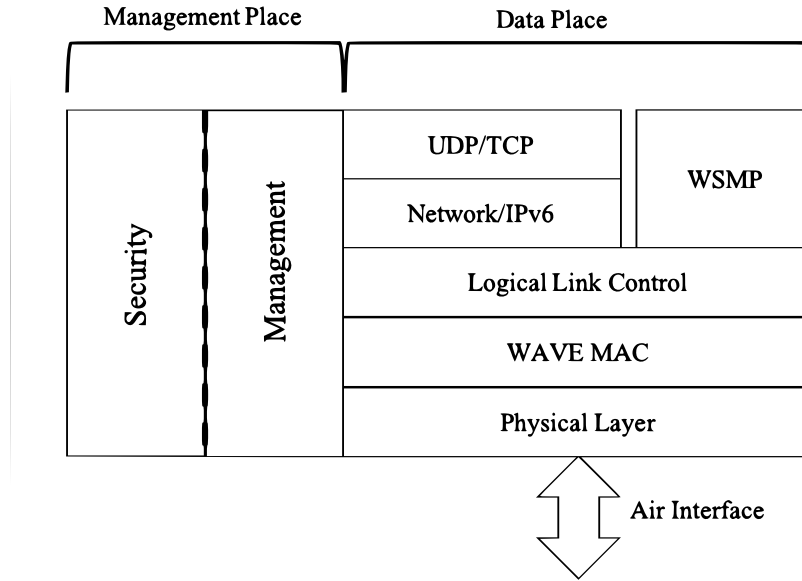 Management Place
Data Place
Security
Management
UDP/TCP
WSMP
Network/IPv6
Logical Link Control
WAVE MAC
Physical Layer
Air Interface